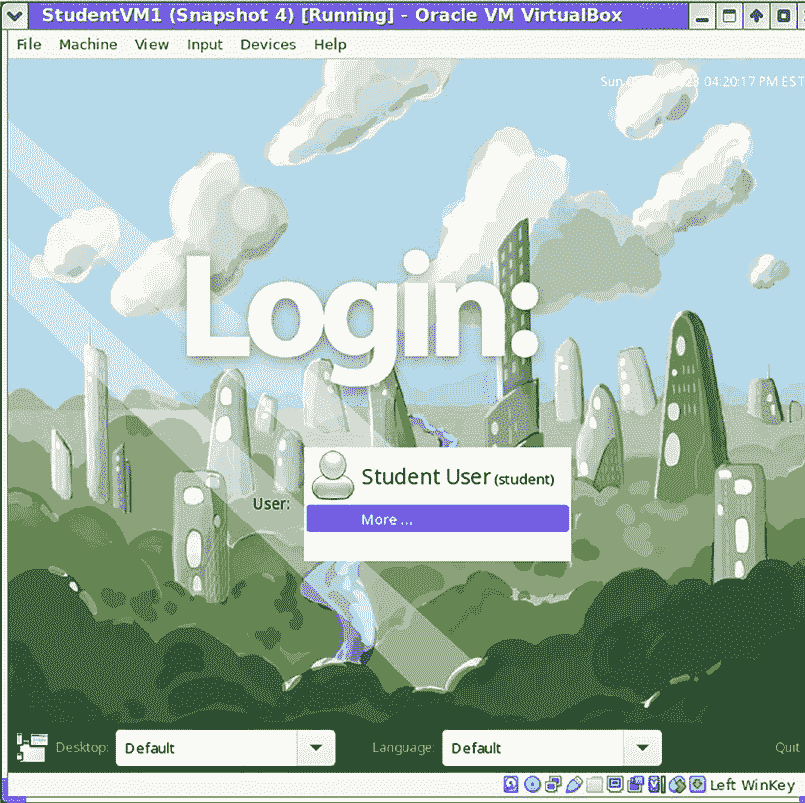 StudentVM1 (Snapshot 4) [Running] - Oracle VM VirtualBox
File Machine View Input Devices Help
Sun 04:20:17 PM EST
Login:
User:
Student User (student)
More ...
Desktop: Default Language: Default Quit
Left WinKey